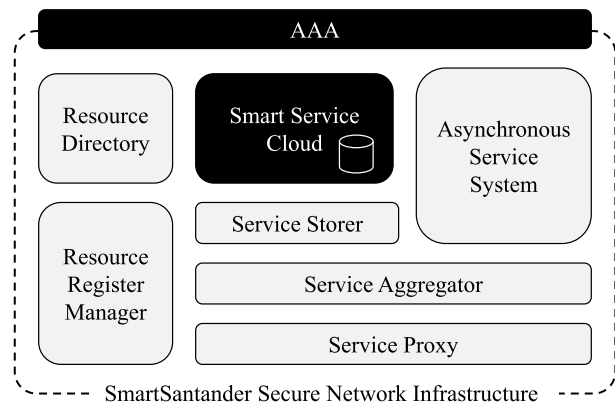 AAA
Resource
Directory
Smart Service
Cloud
Asynchronous
Service
System
Service Storer
Resource
Register
Manager
Service Aggregator
Service Proxy
SmartSantander Secure Network Infrastructure